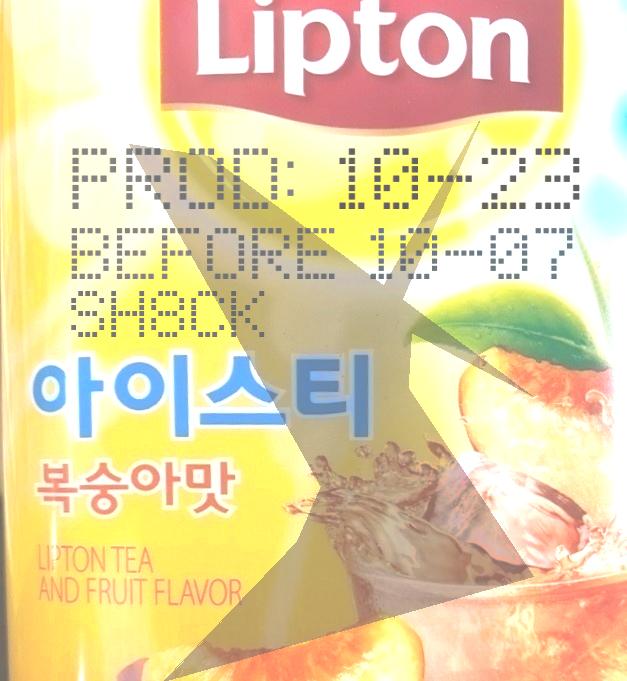 Lipton
PROD: 10-23
BEFORE 10-07
SH8CK
아이스티
복숭아맛
LIPTON TEA
AND FRUIT FLAVOR